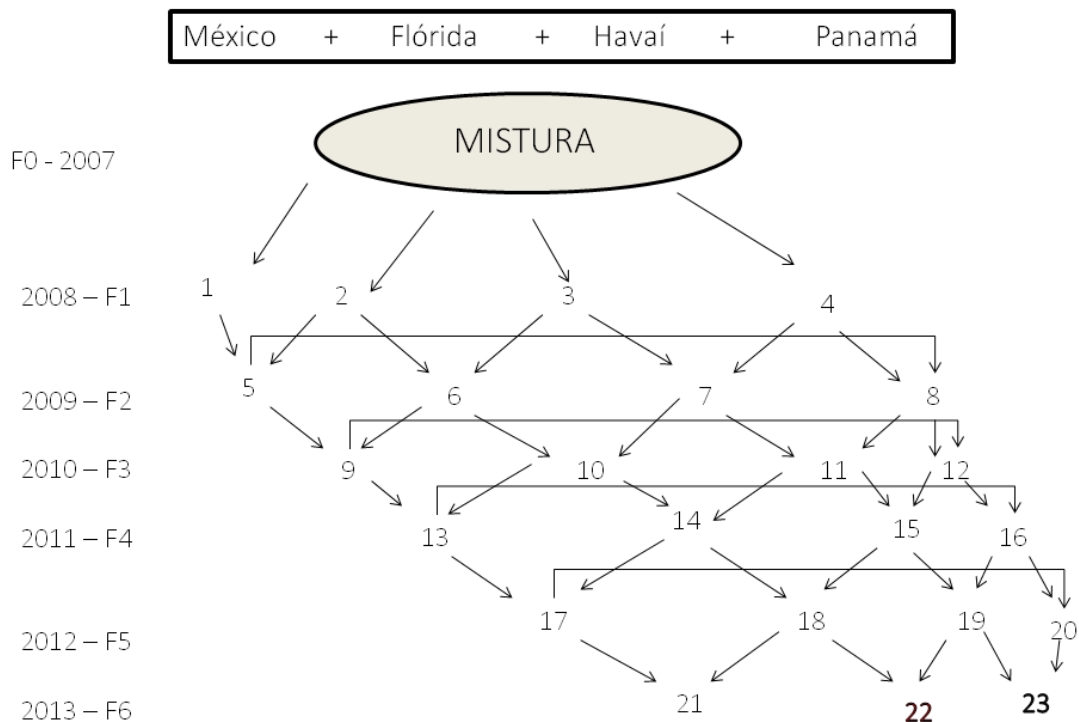 México + Flórida + Havaí + Panamá
MISTURA
F0 - 2007
2008 – F1 1 2 3 4
2009 – F2 5 6 7 8
2010 – F3 9 10 11 12
2011 – F4 13 14 15 16
2012 – F5 17 18 19 20
2013 – F6 21 22 23